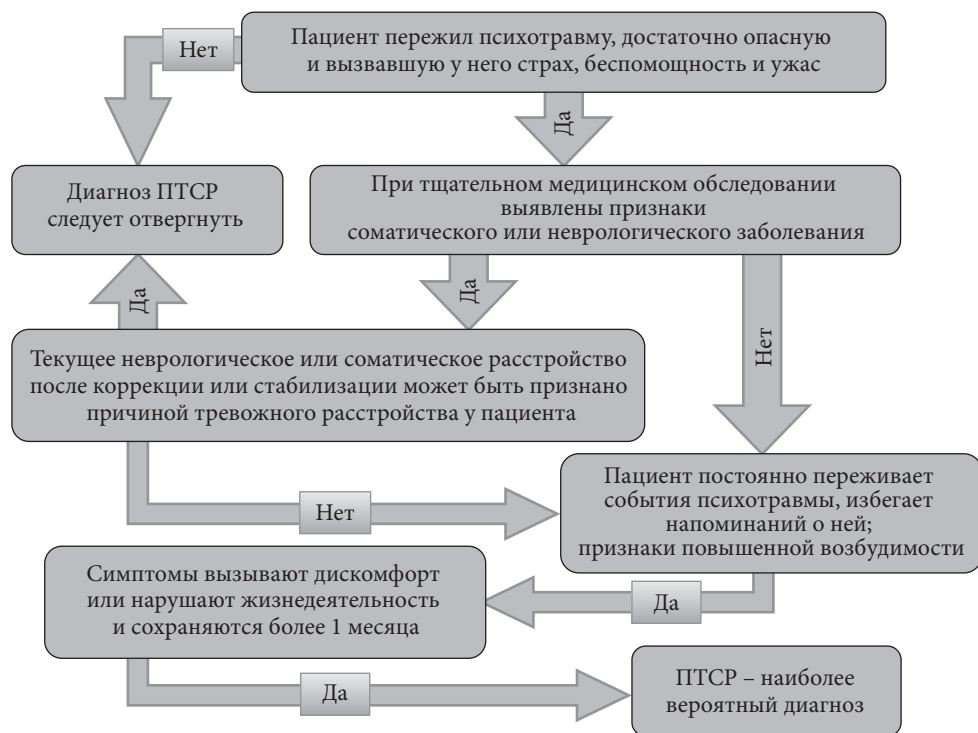 Нет
Пациент пережил психотравму, достаточно опасную
и вызвавшую у него страх, беспомощность и ужас
Да
Диагноз ПТСР
следует отвергнуть
При тщательном медицинском обследовании
выявлены признаки
соматического или неврологического заболевания
Да
Да
Нет
Текущее неврологическое или соматическое расстройство
после коррекции или стабилизации может быть признано
причиной тревожного расстройства у пациента
Нет
Пациент постоянно переживает
события психотравмы, избегает
напоминаний о ней;
признаки повышенной возбудимости
Да
Симптомы вызывают дискомфорт
или нарушают жизнедеятельность
и сохраняются более 1 месяца
Да
ПТСР – наиболее
вероятный диагноз